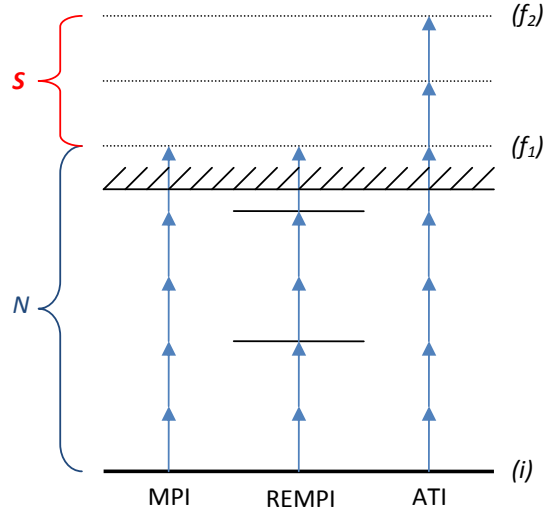 (f₂)
S
(f₁)
N
(i)
MPI REMPI ATI